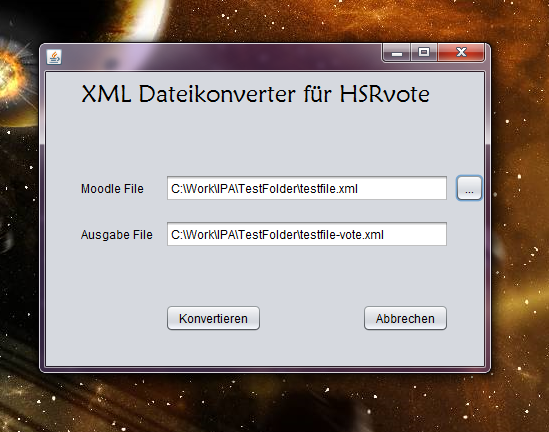 XML Dateikonverter für HSRvote
Moodle File C:\Work\IPA\TestFolder\testfile.xml ...
Ausgabe File C:\Work\IPA\TestFolder\testfile-vote.xml
Konvertieren Abbrechen